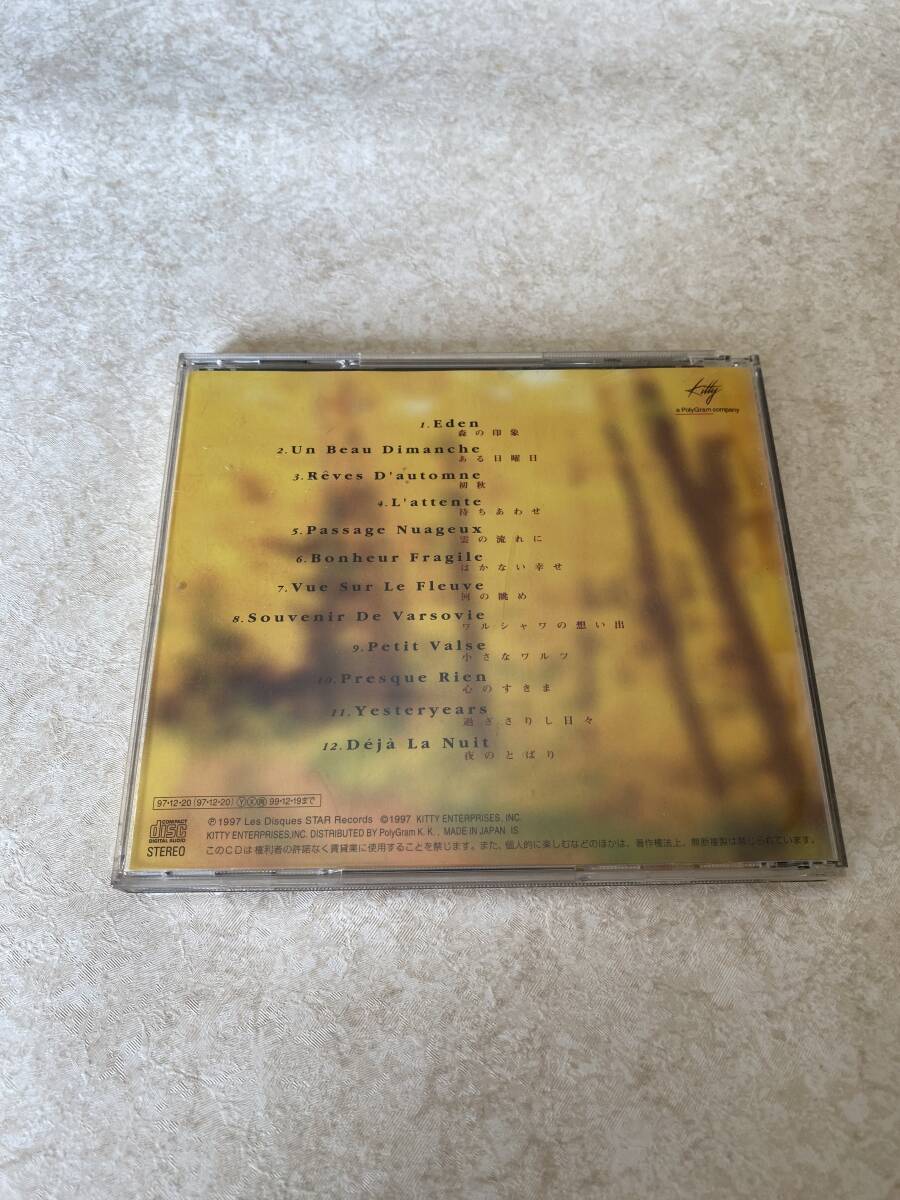 Kitty
a PolyGram company
1. Eden
森の印象
2. Un Beau Dimanche
ある日曜日
3. Rêves D'automne
初秋
4. L'attente
待ちあわせ
5. Passage Nuageux
雲の流れに
6. Bonheur Fragile
はかない幸せ
7. Vue Sur Le Fleuve
河の眺め
8. Souvenir De Varsovie
ワルシャワの想い出
9. Petit Valse
小さなワルツ
10. Presque Rien
心のすきま
11. Yesteryears
過ぎさりし日々
12. Déjà La Nuit
夜のとばり
97・12・20 (97・12・20) Ⓨ Ⓧ 99・12・19まで
℗ 1997 Les Disques STAR Records ©1997 KITTY ENTERPRISES, INC.
KITTY ENTERPRISES,INC. DISTRIBUTED BY PolyGram K. K. , MADE IN JAPAN IS
COMPACT disc DIGITAL AUDIO
STEREO
このCDは権利者の許諾なく賃貸業に使用することを禁じます。また、個人的に楽しむなどのほかは、著作権法上、無断複製は禁じられています。